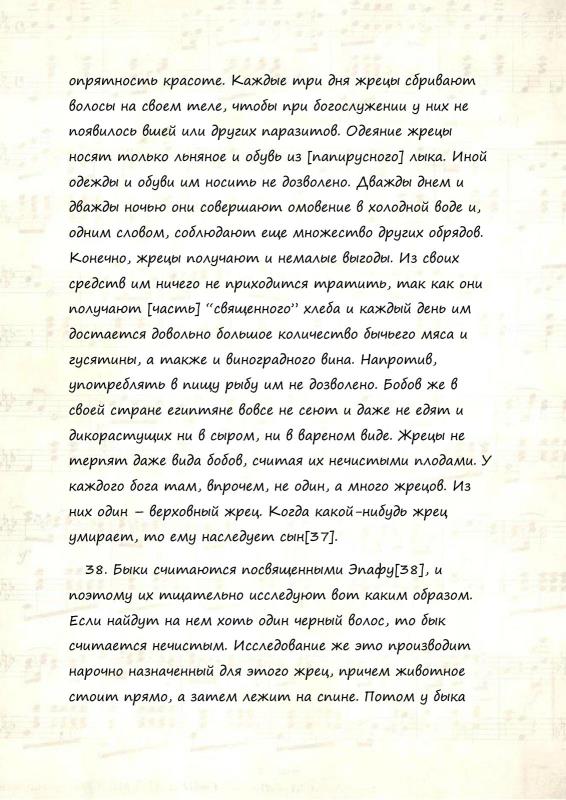 опрятность красоте. Каждые три дня жрецы сбривают
волосы на своем теле, чтобы при богослужении у них не
появилось вшей или других паразитов. Одеяние жрецы
носят только льняное и обувь из [папирусного] лыка. Иной
одежды и обуви им носить не дозволено. Дважды днем и
дважды ночью они совершают омовение в холодной воде и,
одним словом, соблюдают еще множество других обрядов.
Конечно, жрецы получают и немалые выгоды. Из своих
средств им ничего не приходится тратить, так как они
получают [часть] “священного” хлеба и каждый день им
достается довольно большое количество бычьего мяса и
гусятины, а также и виноградного вина. Напротив,
употреблять в пищу рыбу им не дозволено. Бобов же в
своей стране египтяне вовсе не сеют и даже не едят и
дикорастущих ни в сыром, ни в вареном виде. Жрецы не
терпят даже вида бобов, считая их нечистыми плодами. У
каждого бога там, впрочем, не один, а много жрецов. Из
них один – верховный жрец. Когда какой-нибудь жрец
умирает, то ему наследует сын[37].
38. Быки считаются посвященными Эпафу[38], и
поэтому их тщательно исследуют вот каким образом.
Если найдут на нем хоть один черный волос, то бык
считается нечистым. Исследование же это производит
нарочно назначенный для этого жрец, причем животное
стоит прямо, а затем лежит на спине. Потом у быка